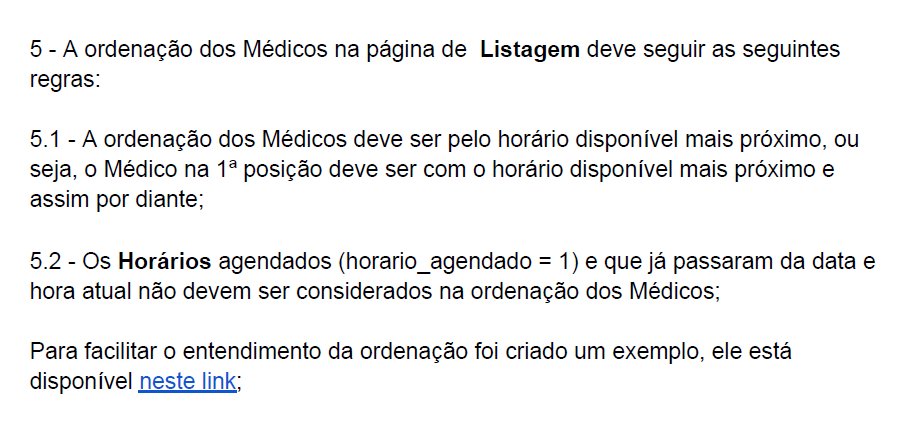 5 - A ordenação dos Médicos na página de  Listagem deve seguir as seguintes
regras:
5.1 - A ordenação dos Médicos deve ser pelo horário disponível mais próximo, ou
seja, o Médico na 1ª posição deve ser com o horário disponível mais próximo e
assim por diante;
5.2 - Os Horários agendados (horario_agendado = 1) e que já passaram da data e
hora atual não devem ser considerados na ordenação dos Médicos;
Para facilitar o entendimento da ordenação foi criado um exemplo, ele está
disponível neste link;